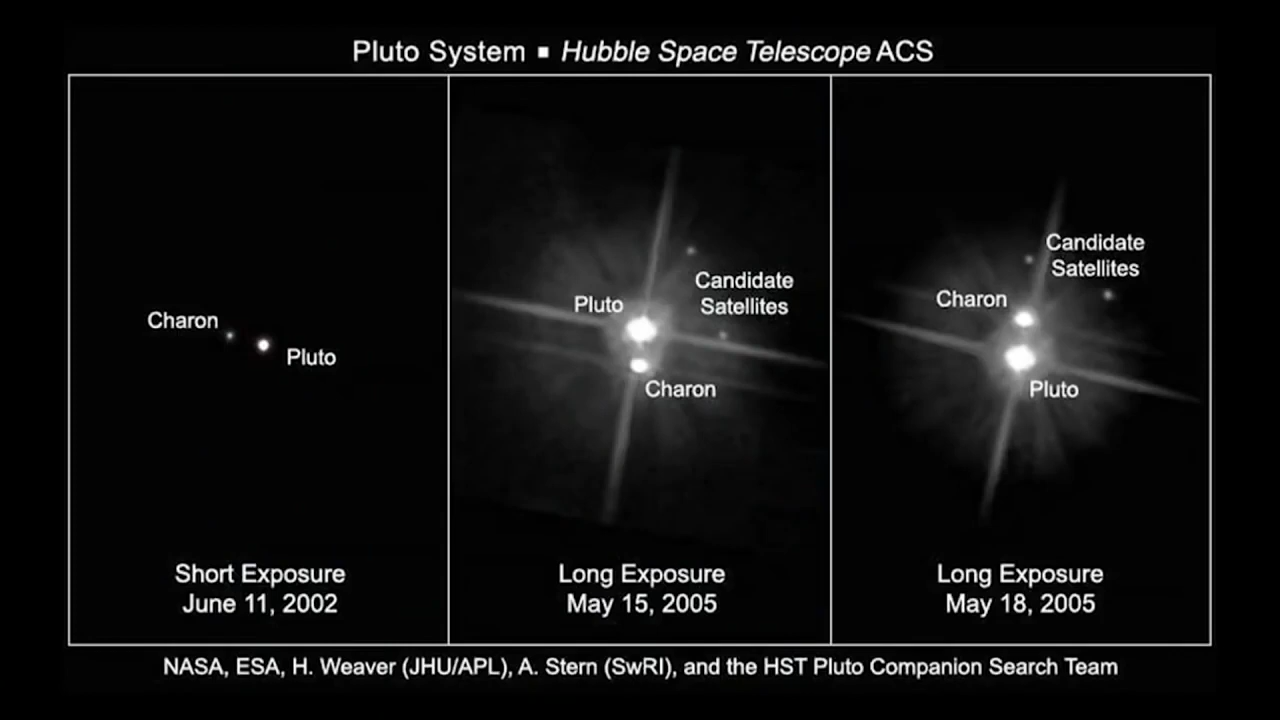 Pluto System ▪ Hubble Space Telescope ACS
Charon
Pluto
Short Exposure
June 11, 2002
Candidate
Satellites
Pluto
Charon
Long Exposure
May 15, 2005
Candidate
Satellites
Charon
Pluto
Long Exposure
May 18, 2005
NASA, ESA, H. Weaver (JHU/APL), A. Stern (SwRI), and the HST Pluto Companion Search Team